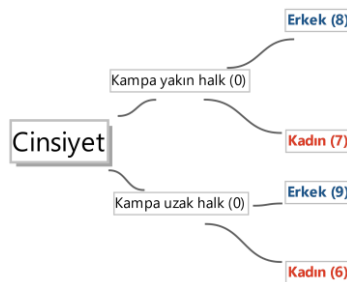 Erkek (8)
Kampa yakın halk (0)
Cinsiyet
Kadın (7)
Erkek (9)
Kampa uzak halk (0)
Kadın (6)